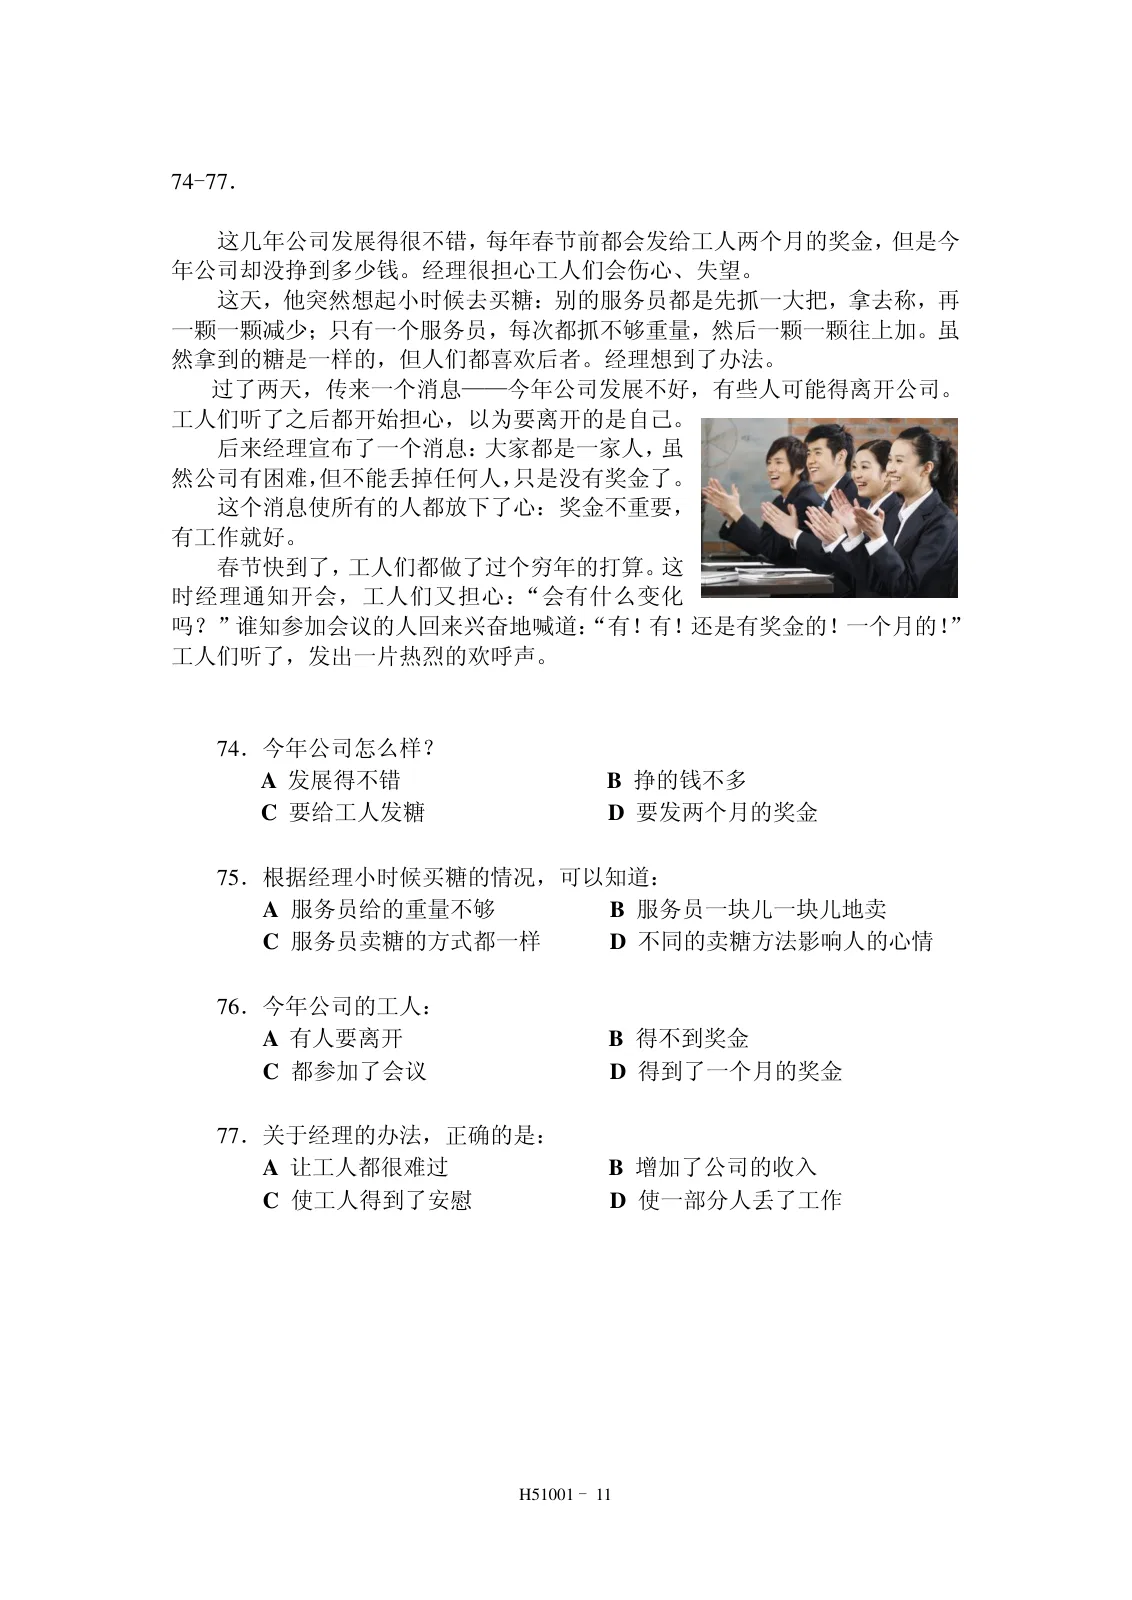 74-77．
这几年公司发展得很不错，每年春节前都会发给工人两个月的奖金，但是今
年公司却没挣到多少钱。经理很担心工人们会伤心、失望。
这天，他突然想起小时候去买糖：别的服务员都是先抓一大把，拿去称，再
一颗一颗减少；只有一个服务员，每次都抓不够重量，然后一颗一颗往上加。虽
然拿到的糖是一样的，但人们都喜欢后者。经理想到了办法。
过了两天，传来一个消息——今年公司发展不好，有些人可能得离开公司。
工人们听了之后都开始担心，以为要离开的是自己。
后来经理宣布了一个消息：大家都是一家人，虽
然公司有困难，但不能丢掉任何人，只是没有奖金了。
这个消息使所有的人都放下了心：奖金不重要，
有工作就好。
春节快到了，工人们都做了过个穷年的打算。这
时经理通知开会，工人们又担心：“会有什么变化
吗？”谁知参加会议的人回来兴奋地喊道：“有！有！还是有奖金的！一个月的！”
工人们听了，发出一片热烈的欢呼声。
74．今年公司怎么样？
A 发展得不错 B 挣的钱不多
C 要给工人发糖 D 要发两个月的奖金
75．根据经理小时候买糖的情况，可以知道：
A 服务员给的重量不够 B 服务员一块儿一块儿地卖
C 服务员卖糖的方式都一样 D 不同的卖糖方法影响人的心情
76．今年公司的工人：
A 有人要离开 B 得不到奖金
C 都参加了会议 D 得到了一个月的奖金
77．关于经理的办法，正确的是：
A 让工人都很难过 B 增加了公司的收入
C 使工人得到了安慰 D 使一部分人丢了工作
H51001﹣ 11